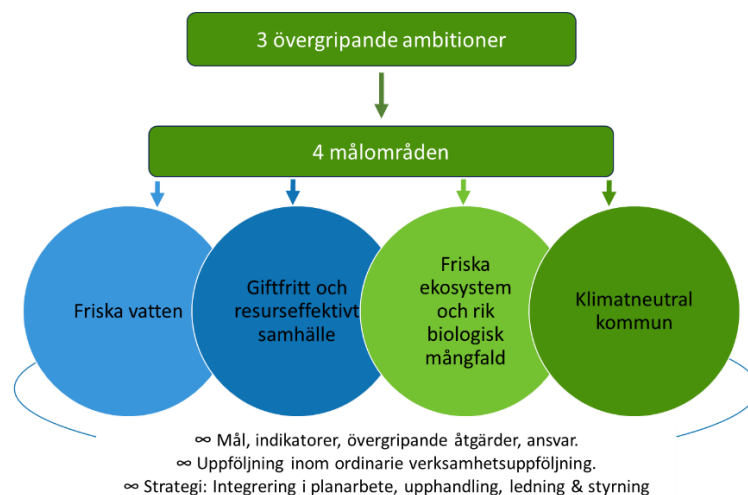 3 övergripande ambitioner
4 målområden
Friska vatten
Giftfritt och
resurseffektivt
samhälle
Friska
ekosystem
och rik
biologisk
mångfald
Klimatneutral
kommun
∞ Mål, indikatorer, övergripande åtgärder, ansvar.
∞ Uppföljning inom ordinarie verksamhetsuppföljning.
∞ Strategi: Integrering i planarbete, upphandling, ledning & styrning